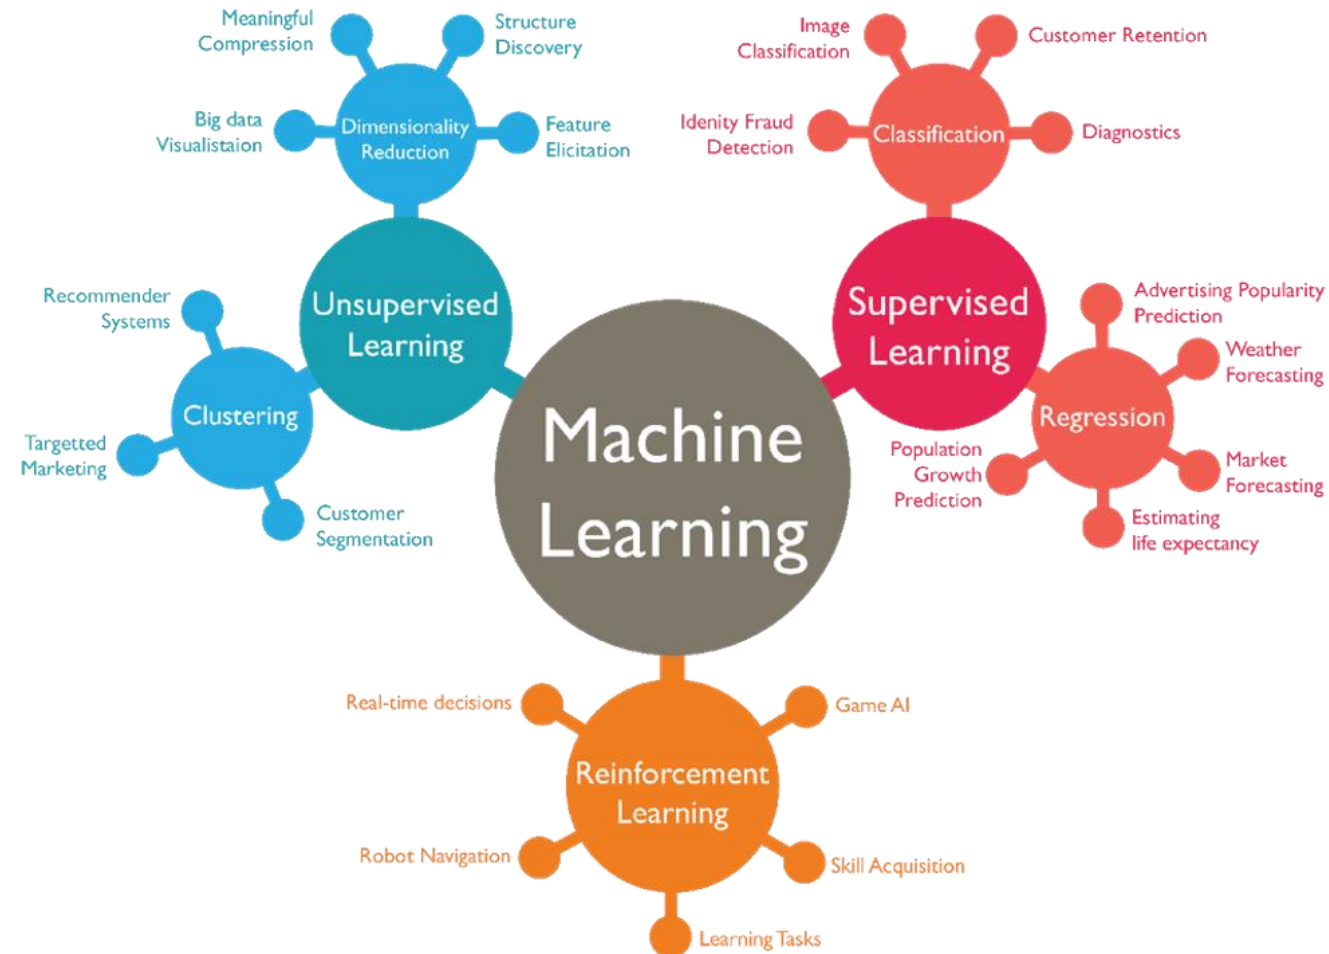 Meaningful
Compression
Structure
Discovery
Big data
Visualistaion
Dimensionality
Reduction
Feature
Elicitation
Image
Classification
Customer Retention
Idenity Fraud
Detection
Classification
Diagnostics
Unsupervised
Learning
Recommender
Systems
Clustering
Targetted
Marketing
Customer
Segmentation
Machine
Learning
Supervised
Learning
Advertising Popularity
Prediction
Weather
Forecasting
Regression
Population
Growth
Prediction
Market
Forecasting
Estimating
life expectancy
Real-time decisions
Game AI
Reinforcement
Learning
Robot Navigation
Skill Acquisition
Learning Tasks